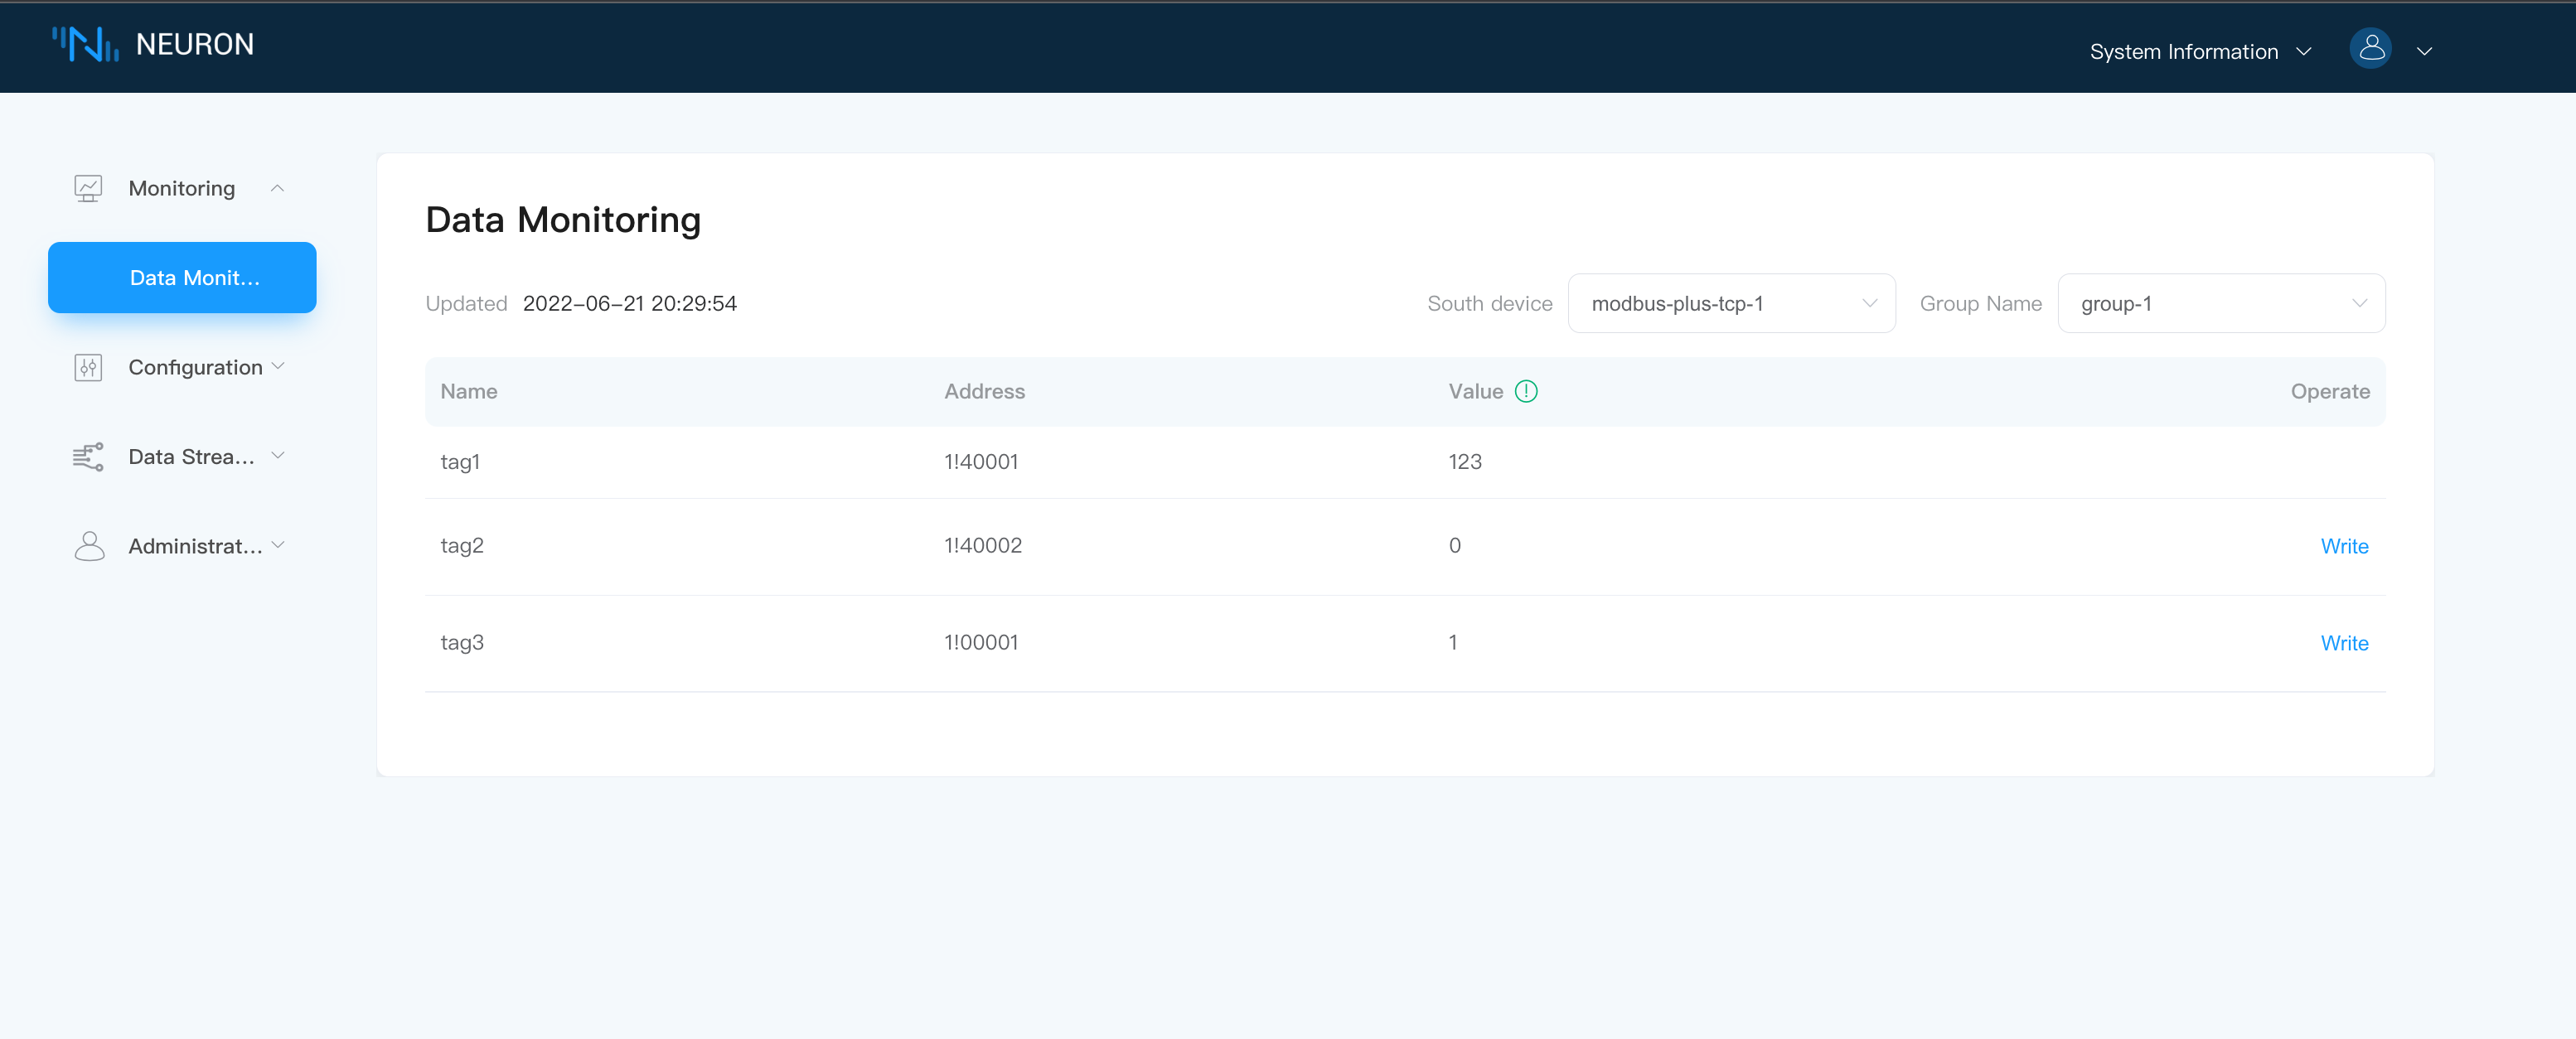 NEURON
System Information
Monitoring
Data Monit...
Configuration
Data Strea...
Administrat...
Data Monitoring
Updated 2022-06-21 20:29:54
South device modbus-plus-tcp-1 Group Name group-1
Name Address Value Operate
tag1 1!40001 123
tag2 1!40002 0 Write
tag3 1!00001 1 Write